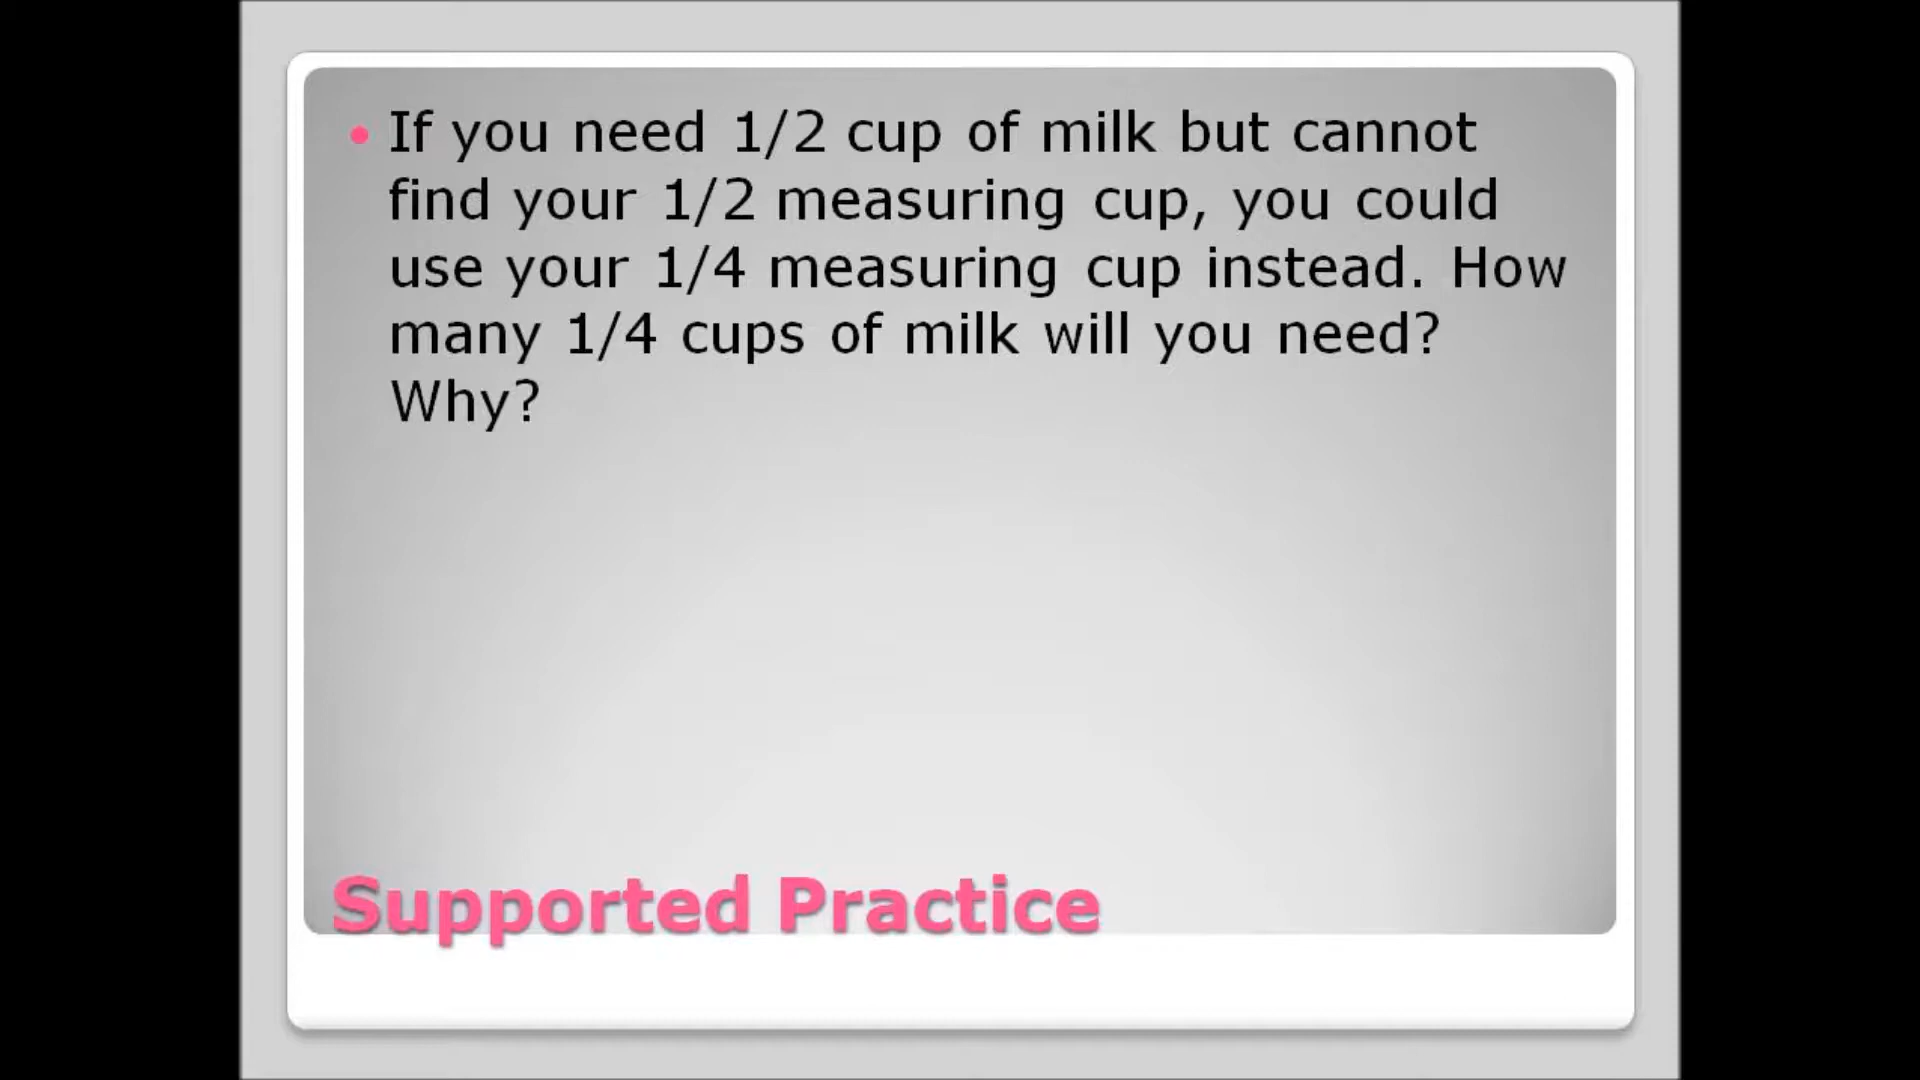 If you need 1/2 cup of milk but cannot
find your 1/2 measuring cup, you could
use your 1/4 measuring cup instead. How
many 1/4 cups of milk will you need?
Why?
Supported Practice